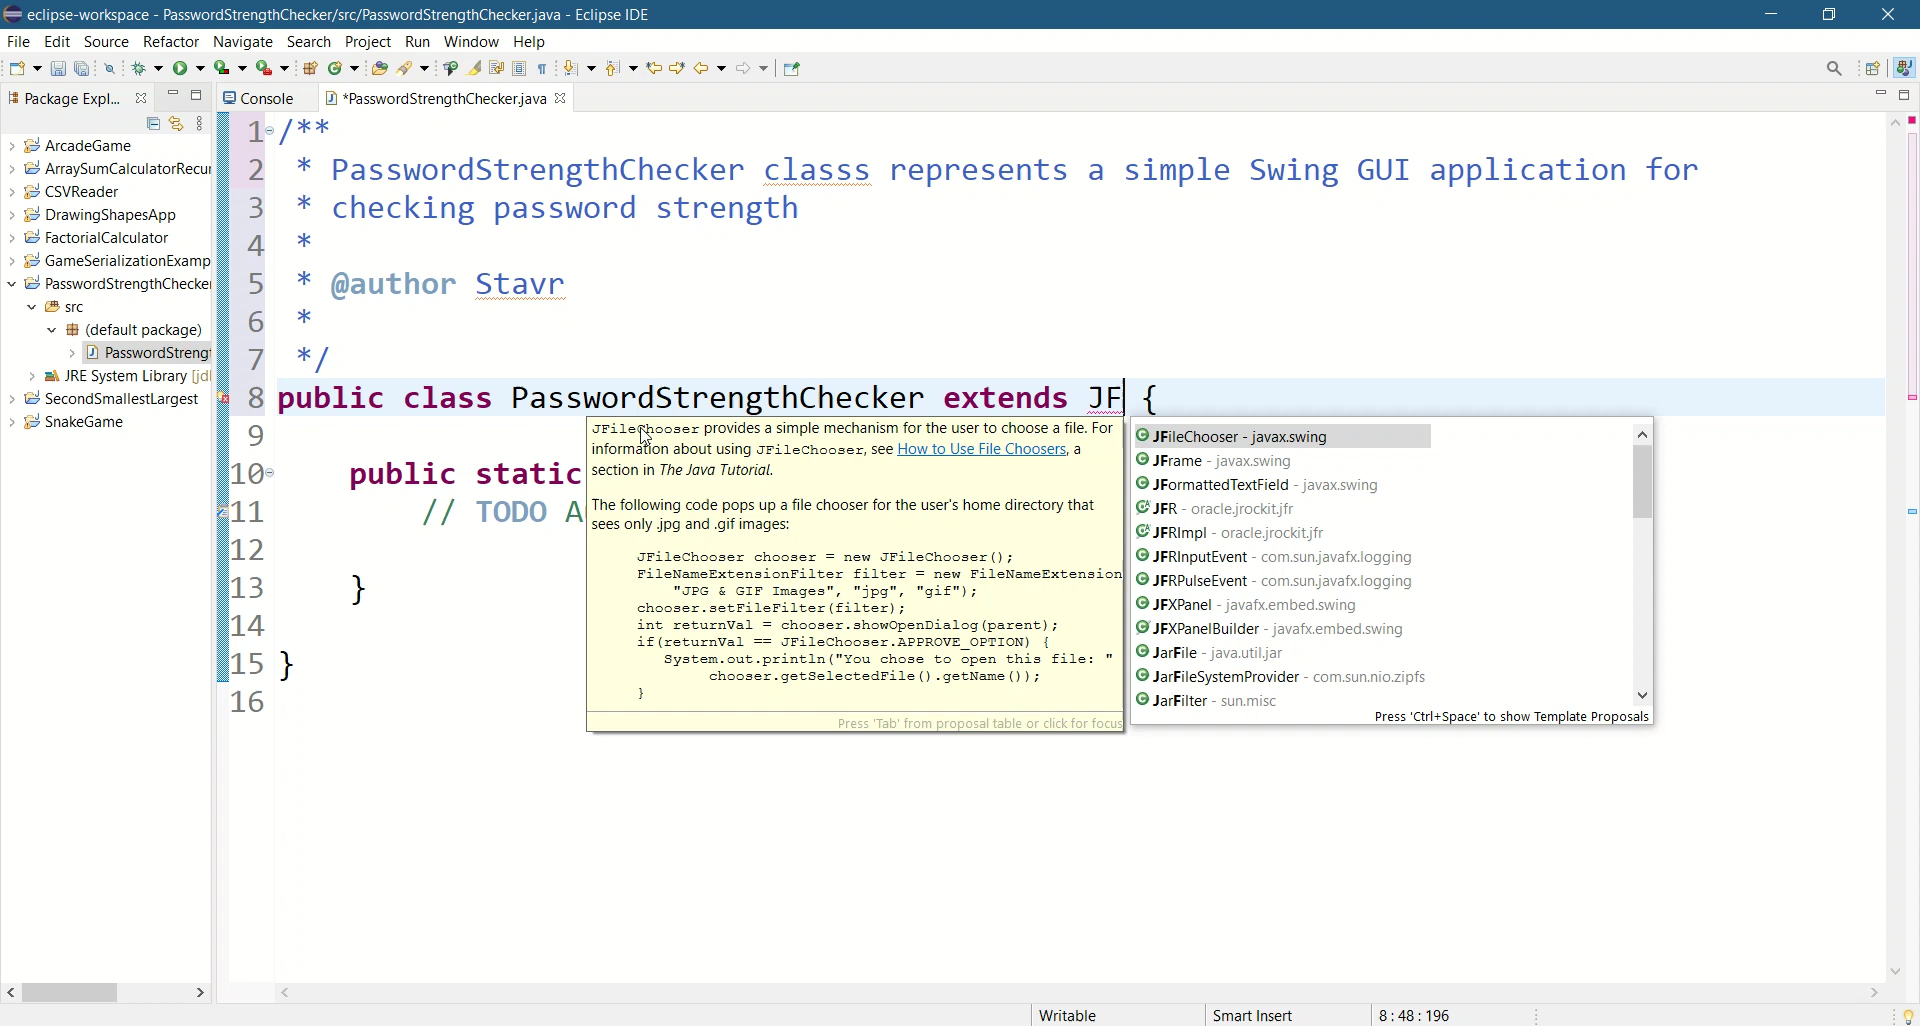 eclipse-workspace - PasswordStrengthChecker/src/PasswordStrengthChecker.java - Eclipse IDE
File Edit Source Refactor Navigate Search Project Run Window Help
Package Expl...
ArcadeGame
ArraySumCalculatorRecur
CSVReader
DrawingShapesApp
FactorialCalculator
GameSerializationExamp
PasswordStrengthChecker
src
(default package)
PasswordStrengt
JRE System Library [jd
SecondSmallestLargest
SnakeGame
Console
*PasswordStrengthChecker.java
1 /**
2 * PasswordStrengthChecker classs represents a simple Swing GUI application for
3 * checking password strength
4 *
5 * @author Stavr
6 *
7 */
8 public class PasswordStrengthChecker extends JF {
9
10 public static
11 // TODO A
12
13 }
14
15 }
16
JFileChooser provides a simple mechanism for the user to choose a file. For
information about using JFileChooser, see How to Use File Choosers, a
section in The Java Tutorial.
The following code pops up a file chooser for the user's home directory that
sees only .jpg and .gif images:
JFileChooser chooser = new JFileChooser();
FileNameExtensionFilter filter = new FileNameExtension
"JPG & GIF Images", "jpg", "gif");
chooser.setFileFilter(filter);
int returnVal = chooser.showOpenDialog(parent);
if(returnVal == JFileChooser.APPROVE_OPTION) {
System.out.println("You chose to open this file: "
chooser.getSelectedFile().getName());
}
Press 'Tab' from proposal table or click for focus
JFileChooser - javax.swing
JFrame - javax.swing
JFormattedTextField - javax.swing
JFR - oracle.jrockit.jfr
JFRImpl - oracle.jrockit.jfr
JFRInputEvent - com.sun.javafx.logging
JFRPulseEvent - com.sun.javafx.logging
JFXPanel - javafx.embed.swing
JFXPanelBuilder - javafx.embed.swing
JarFile - java.util.jar
JarFileSystemProvider - com.sun.nio.zipfs
JarFilter - sun.misc
Press 'Ctrl+Space' to show Template Proposals
Writable Smart Insert 8 : 48 : 196